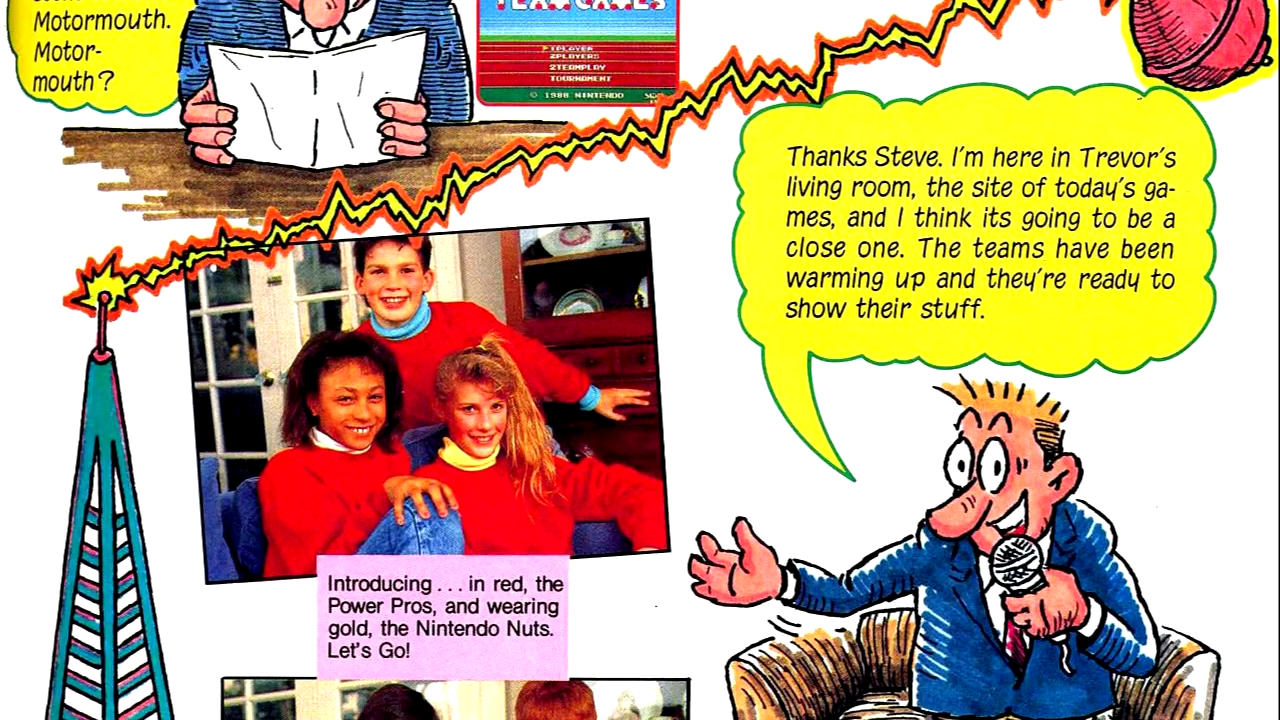 Motormouth.
Motor-
mouth?
TEAM GAMES
1PLAYER
2PLAYERS
2TEAMPLAY
TOURNAMENT
© 1988 NINTENDO
Thanks Steve. I'm here in Trevor's
living room, the site of today's ga-
mes, and I think its going to be a
close one. The teams have been
warming up and they're ready to
show their stuff.
Introducing . . . in red, the
Power Pros, and wearing
gold, the Nintendo Nuts.
Let's Go!